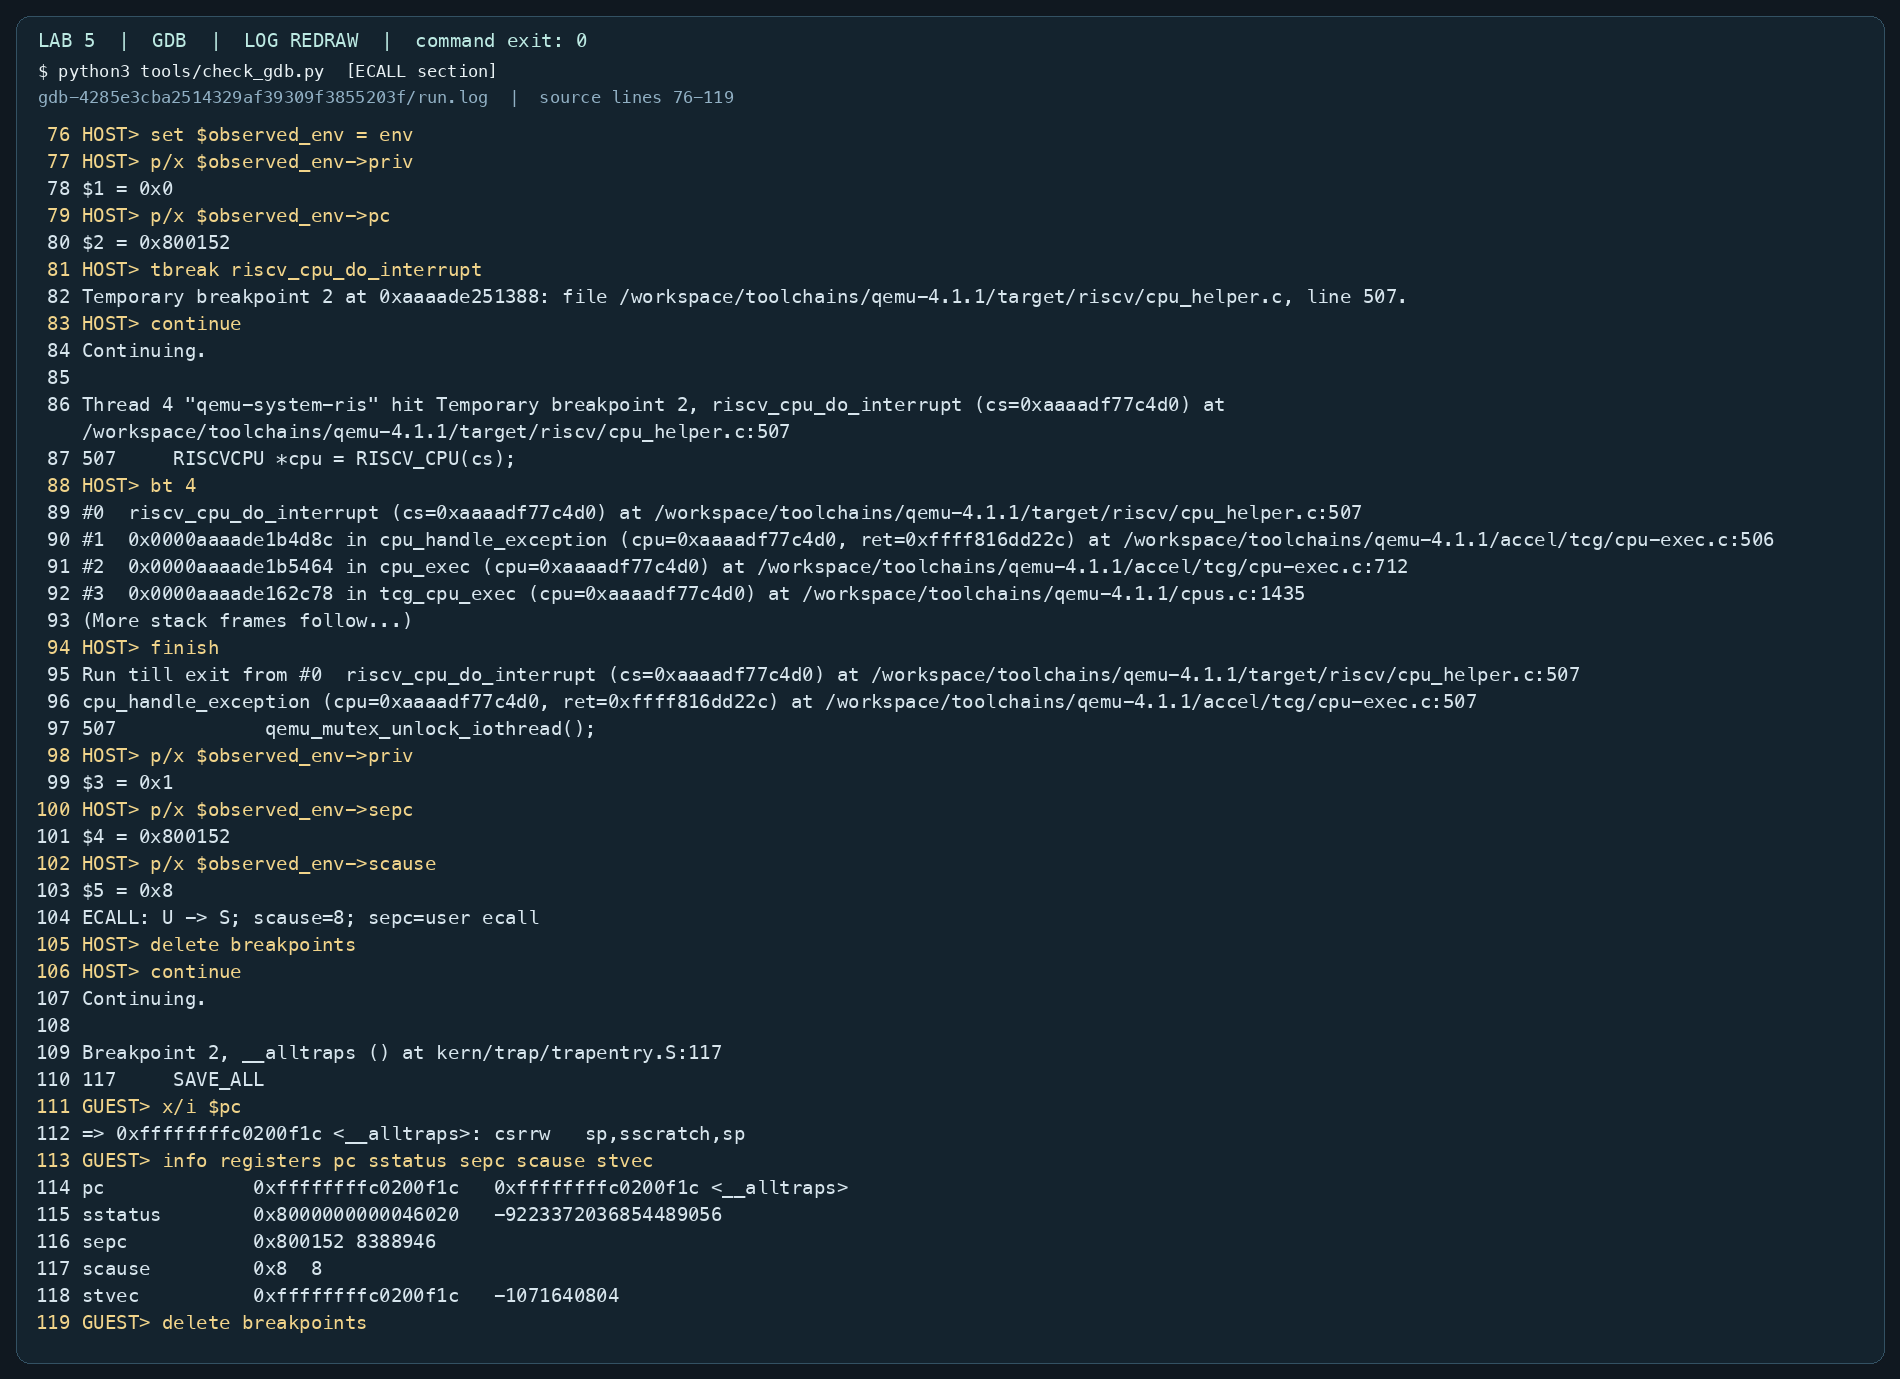 LAB 5  |  GDB  |  LOG REDRAW  |  command exit: 0
$ python3 tools/check_gdb.py  [ECALL section]
gdb-4285e3cba2514329af39309f3855203f/run.log  |  source lines 76–119
76 HOST> set $observed_env = env
77 HOST> p/x $observed_env->priv
78 $1 = 0x0
79 HOST> p/x $observed_env->pc
80 $2 = 0x800152
81 HOST> tbreak riscv_cpu_do_interrupt
82 Temporary breakpoint 2 at 0xaaaade251388: file /workspace/toolchains/qemu-4.1.1/target/riscv/cpu_helper.c, line 507.
83 HOST> continue
84 Continuing.
85
86 Thread 4 "qemu-system-ris" hit Temporary breakpoint 2, riscv_cpu_do_interrupt (cs=0xaaaadf77c4d0) at
/workspace/toolchains/qemu-4.1.1/target/riscv/cpu_helper.c:507
87 507     RISCVCPU *cpu = RISCV_CPU(cs);
88 HOST> bt 4
89 #0  riscv_cpu_do_interrupt (cs=0xaaaadf77c4d0) at /workspace/toolchains/qemu-4.1.1/target/riscv/cpu_helper.c:507
90 #1  0x0000aaaade1b4d8c in cpu_handle_exception (cpu=0xaaaadf77c4d0, ret=0xffff816dd22c) at /workspace/toolchains/qemu-4.1.1/accel/tcg/cpu-exec.c:506
91 #2  0x0000aaaade1b5464 in cpu_exec (cpu=0xaaaadf77c4d0) at /workspace/toolchains/qemu-4.1.1/accel/tcg/cpu-exec.c:712
92 #3  0x0000aaaade162c78 in tcg_cpu_exec (cpu=0xaaaadf77c4d0) at /workspace/toolchains/qemu-4.1.1/cpus.c:1435
93 (More stack frames follow...)
94 HOST> finish
95 Run till exit from #0  riscv_cpu_do_interrupt (cs=0xaaaadf77c4d0) at /workspace/toolchains/qemu-4.1.1/target/riscv/cpu_helper.c:507
96 cpu_handle_exception (cpu=0xaaaadf77c4d0, ret=0xffff816dd22c) at /workspace/toolchains/qemu-4.1.1/accel/tcg/cpu-exec.c:507
97 507             qemu_mutex_unlock_iothread();
98 HOST> p/x $observed_env->priv
99 $3 = 0x1
100 HOST> p/x $observed_env->sepc
101 $4 = 0x800152
102 HOST> p/x $observed_env->scause
103 $5 = 0x8
104 ECALL: U -> S; scause=8; sepc=user ecall
105 HOST> delete breakpoints
106 HOST> continue
107 Continuing.
108
109 Breakpoint 2, __alltraps () at kern/trap/trapentry.S:117
110 117     SAVE_ALL
111 GUEST> x/i $pc
112 => 0xffffffffc0200f1c <__alltraps>: csrrw   sp,sscratch,sp
113 GUEST> info registers pc sstatus sepc scause stvec
114 pc             0xffffffffc0200f1c   0xffffffffc0200f1c <__alltraps>
115 sstatus        0x8000000000046020   -9223372036854489056
116 sepc           0x800152 8388946
117 scause         0x8  8
118 stvec          0xffffffffc0200f1c   -1071640804
119 GUEST> delete breakpoints